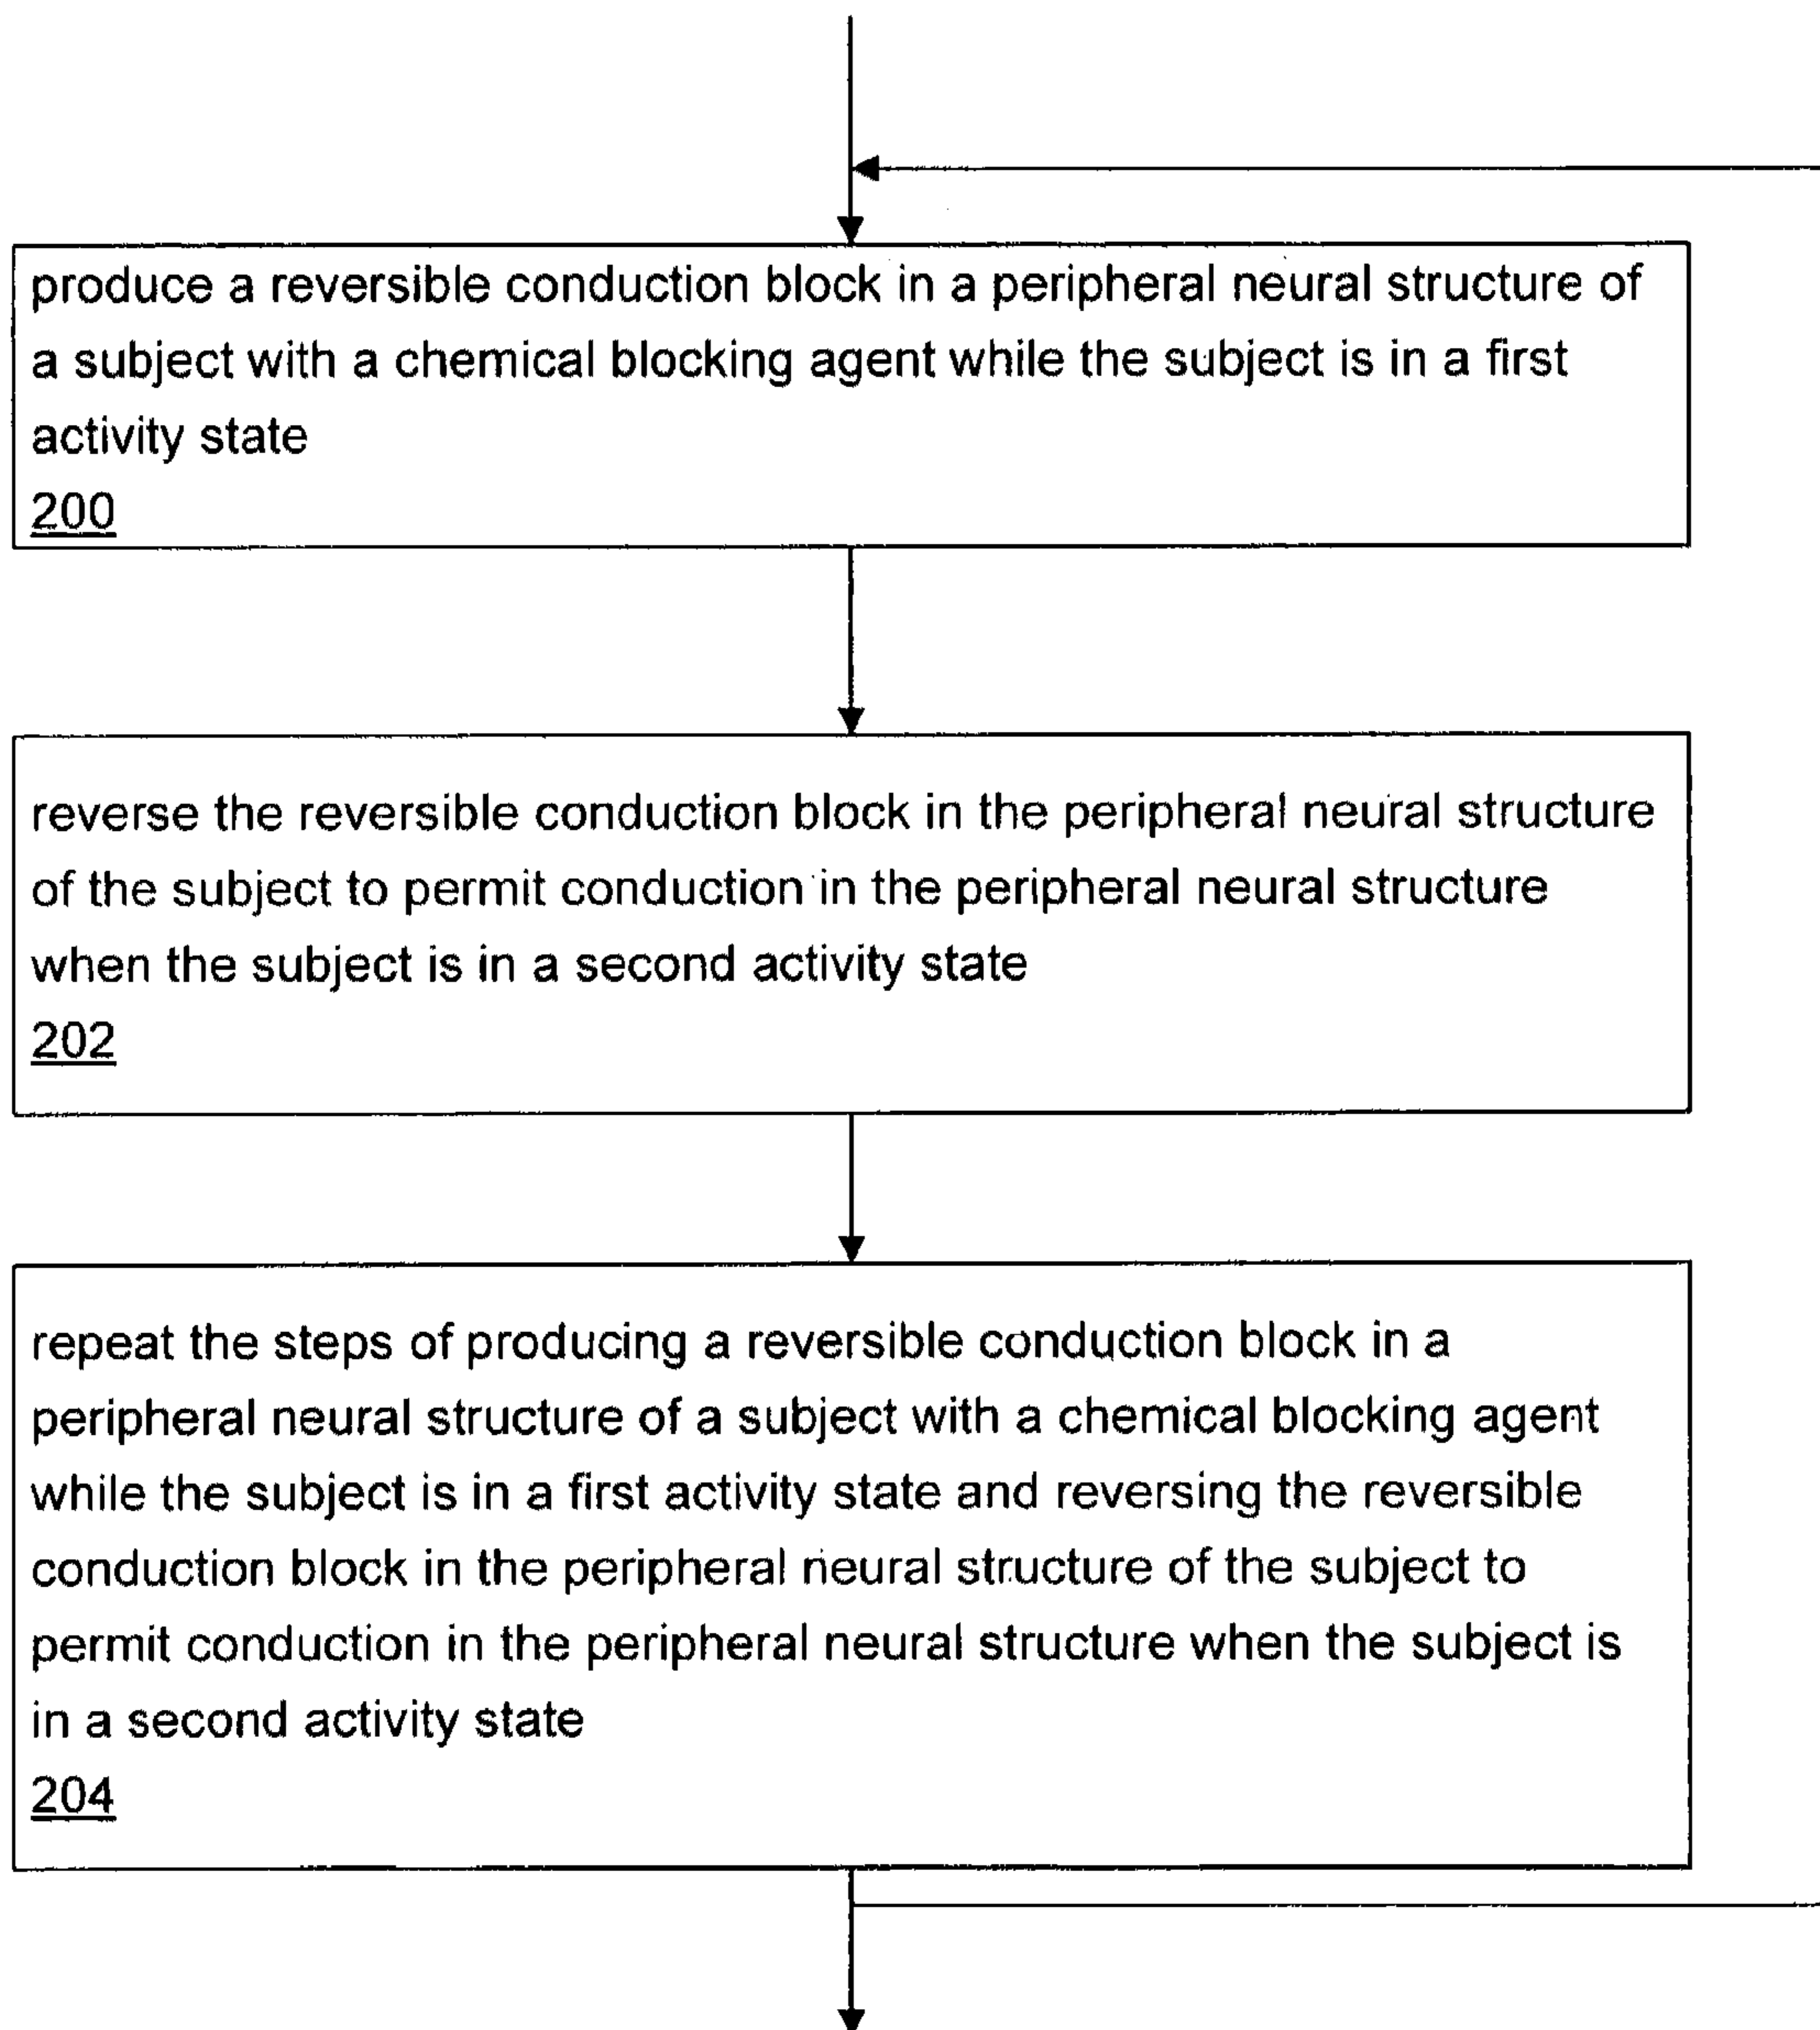 produce a reversible conduction block in a peripheral neural structure of
a subject with a chemical blocking agent while the subject is in a first
activity state
200
reverse the reversible conduction block in the peripheral neural structure
of the subject to permit conduction in the peripheral neural structure
when the subject is in a second activity state
202
repeat the steps of producing a reversible conduction block in a
peripheral neural structure of a subject with a chemical blocking agent
while the subject is in a first activity state and reversing the reversible
conduction block in the peripheral neural structure of the subject to
permit conduction in the peripheral neural structure when the subject is
in a second activity state
204